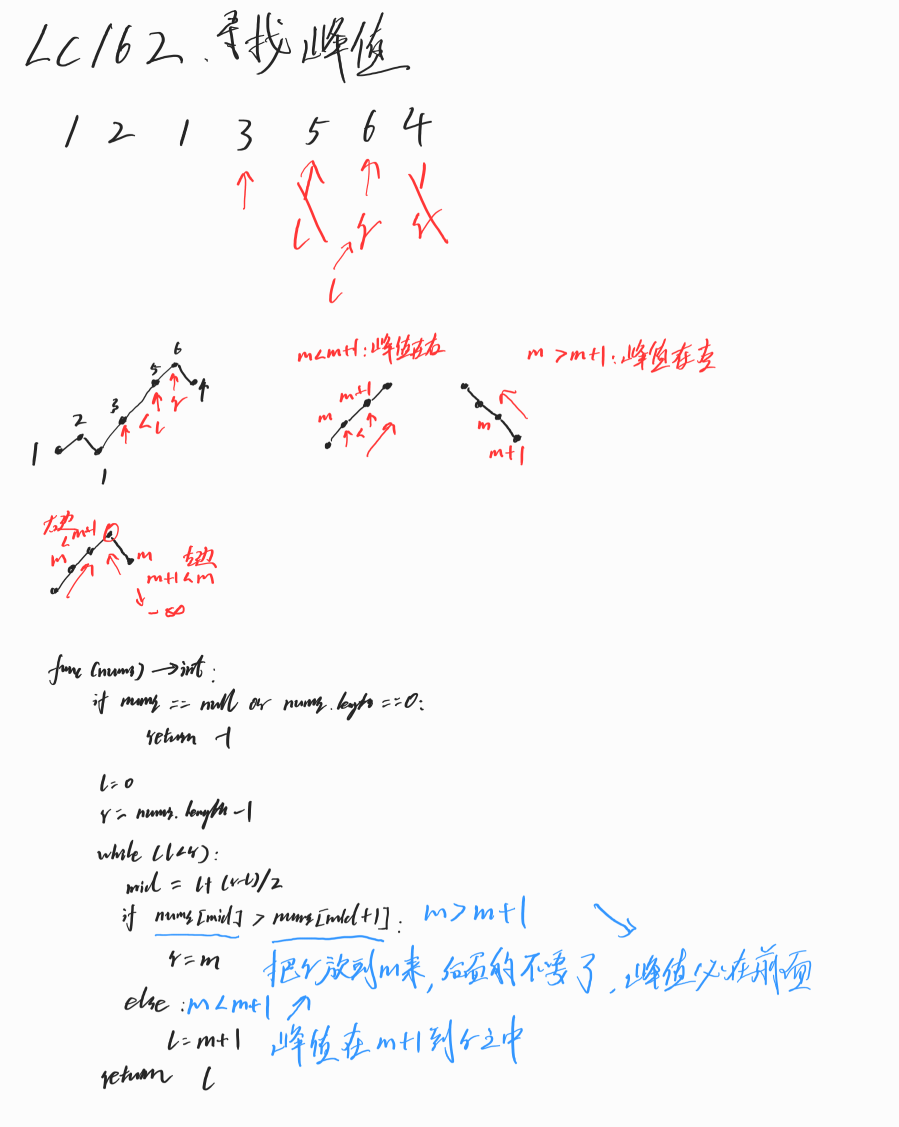 LC162.寻找峰值
1 2 1 3 5 6 4
l r r
l
m<m+1:峰值在右
m>m+1:峰值在左
6
5
3
2
1
1
4
< l r
m+1
m
<
m
m+1
右边
< m+1
m
m
左边
m+1<m
-∞
func(nums)→int:
if nums == null or nums.length ==0:
return -1
l=0
r= nums.length-1
while (l<r):
mid = l+(r-l)/2
if nums[mid] > nums[mid+1]: m>m+1
r=m 把r放到m来,后面的不要了,峰值必在前面
else:m<m+1
l=m+1 峰值在m+1到r之中
return l